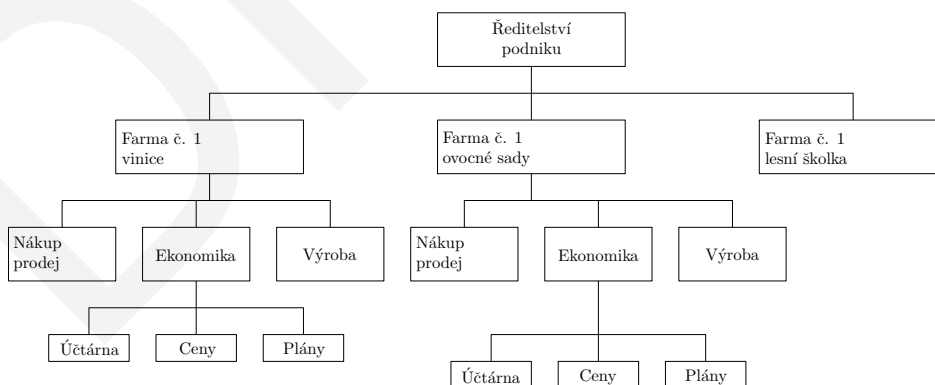 Ředitelství
podniku
Farma č. 1
vinice
Farma č. 1
ovocné sady
Farma č. 1
lesní školka
Nákup
prodej
Ekonomika
Výroba
Nákup
prodej
Ekonomika
Výroba
Účtárna
Ceny
Plány
Účtárna
Ceny
Plány